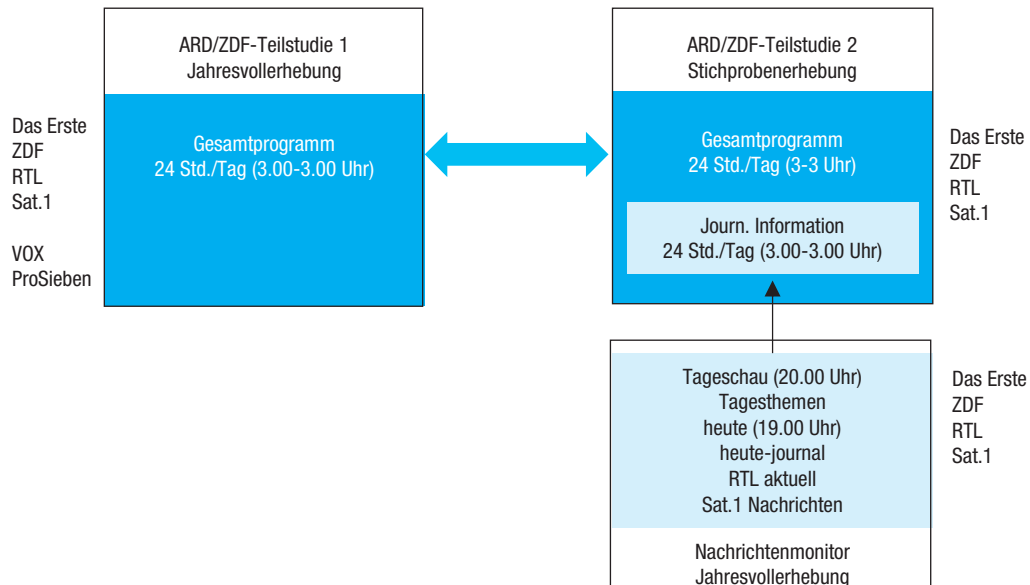 ARD/ZDF-Teilstudie 1
Jahresvollerhebung
Das Erste
ZDF
RTL
Sat.1
VOX
ProSieben
Gesamtprogramm
24 Std./Tag (3.00-3.00 Uhr)
ARD/ZDF-Teilstudie 2
Stichprobenerhebung
Gesamtprogramm
24 Std./Tag (3-3 Uhr)
Journ. Information
24 Std./Tag (3.00-3.00 Uhr)
Das Erste
ZDF
RTL
Sat.1
Tageschau (20.00 Uhr)
Tagesthemen
heute (19.00 Uhr)
heute-journal
RTL aktuell
Sat.1 Nachrichten
Nachrichtenmonitor
Jahresvollerhebung
Das Erste
ZDF
RTL
Sat.1